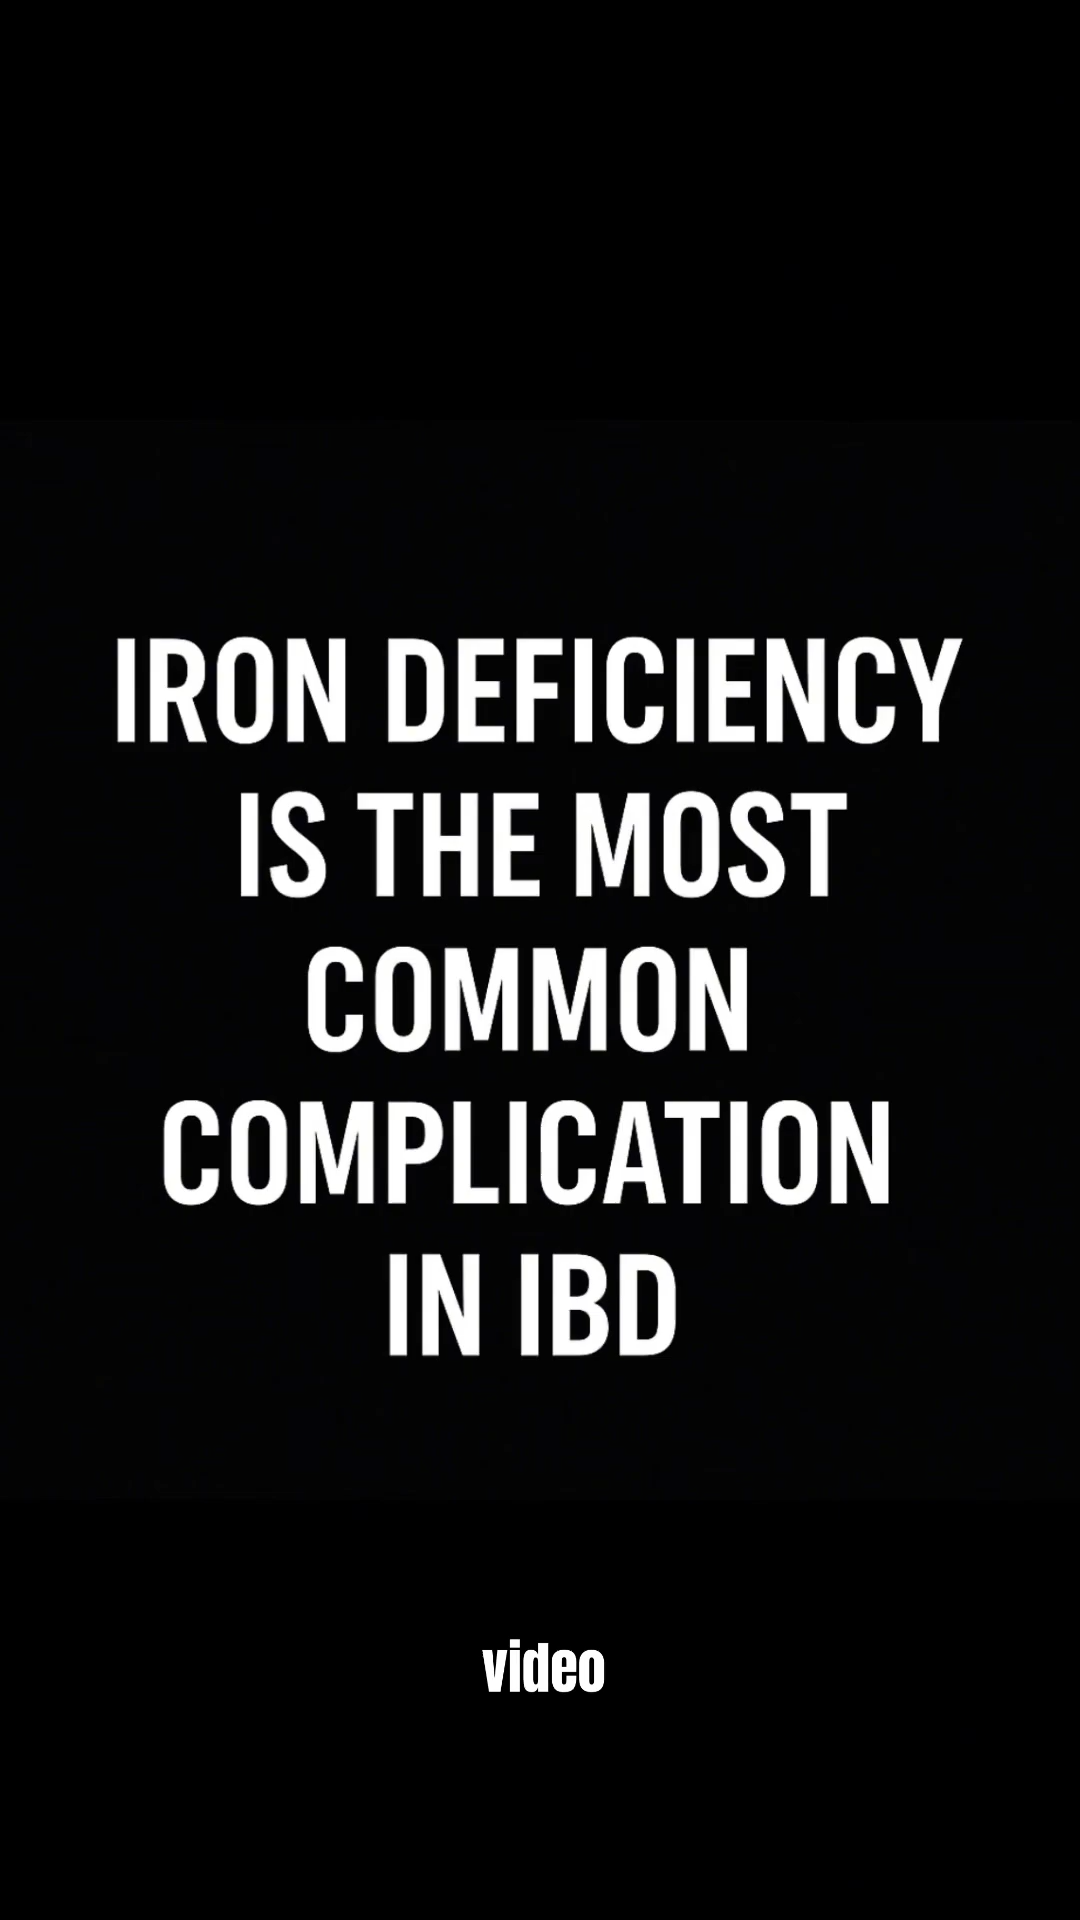 IRON DEFICIENCY
IS THE MOST
COMMON
COMPLICATION
IN IBD
video